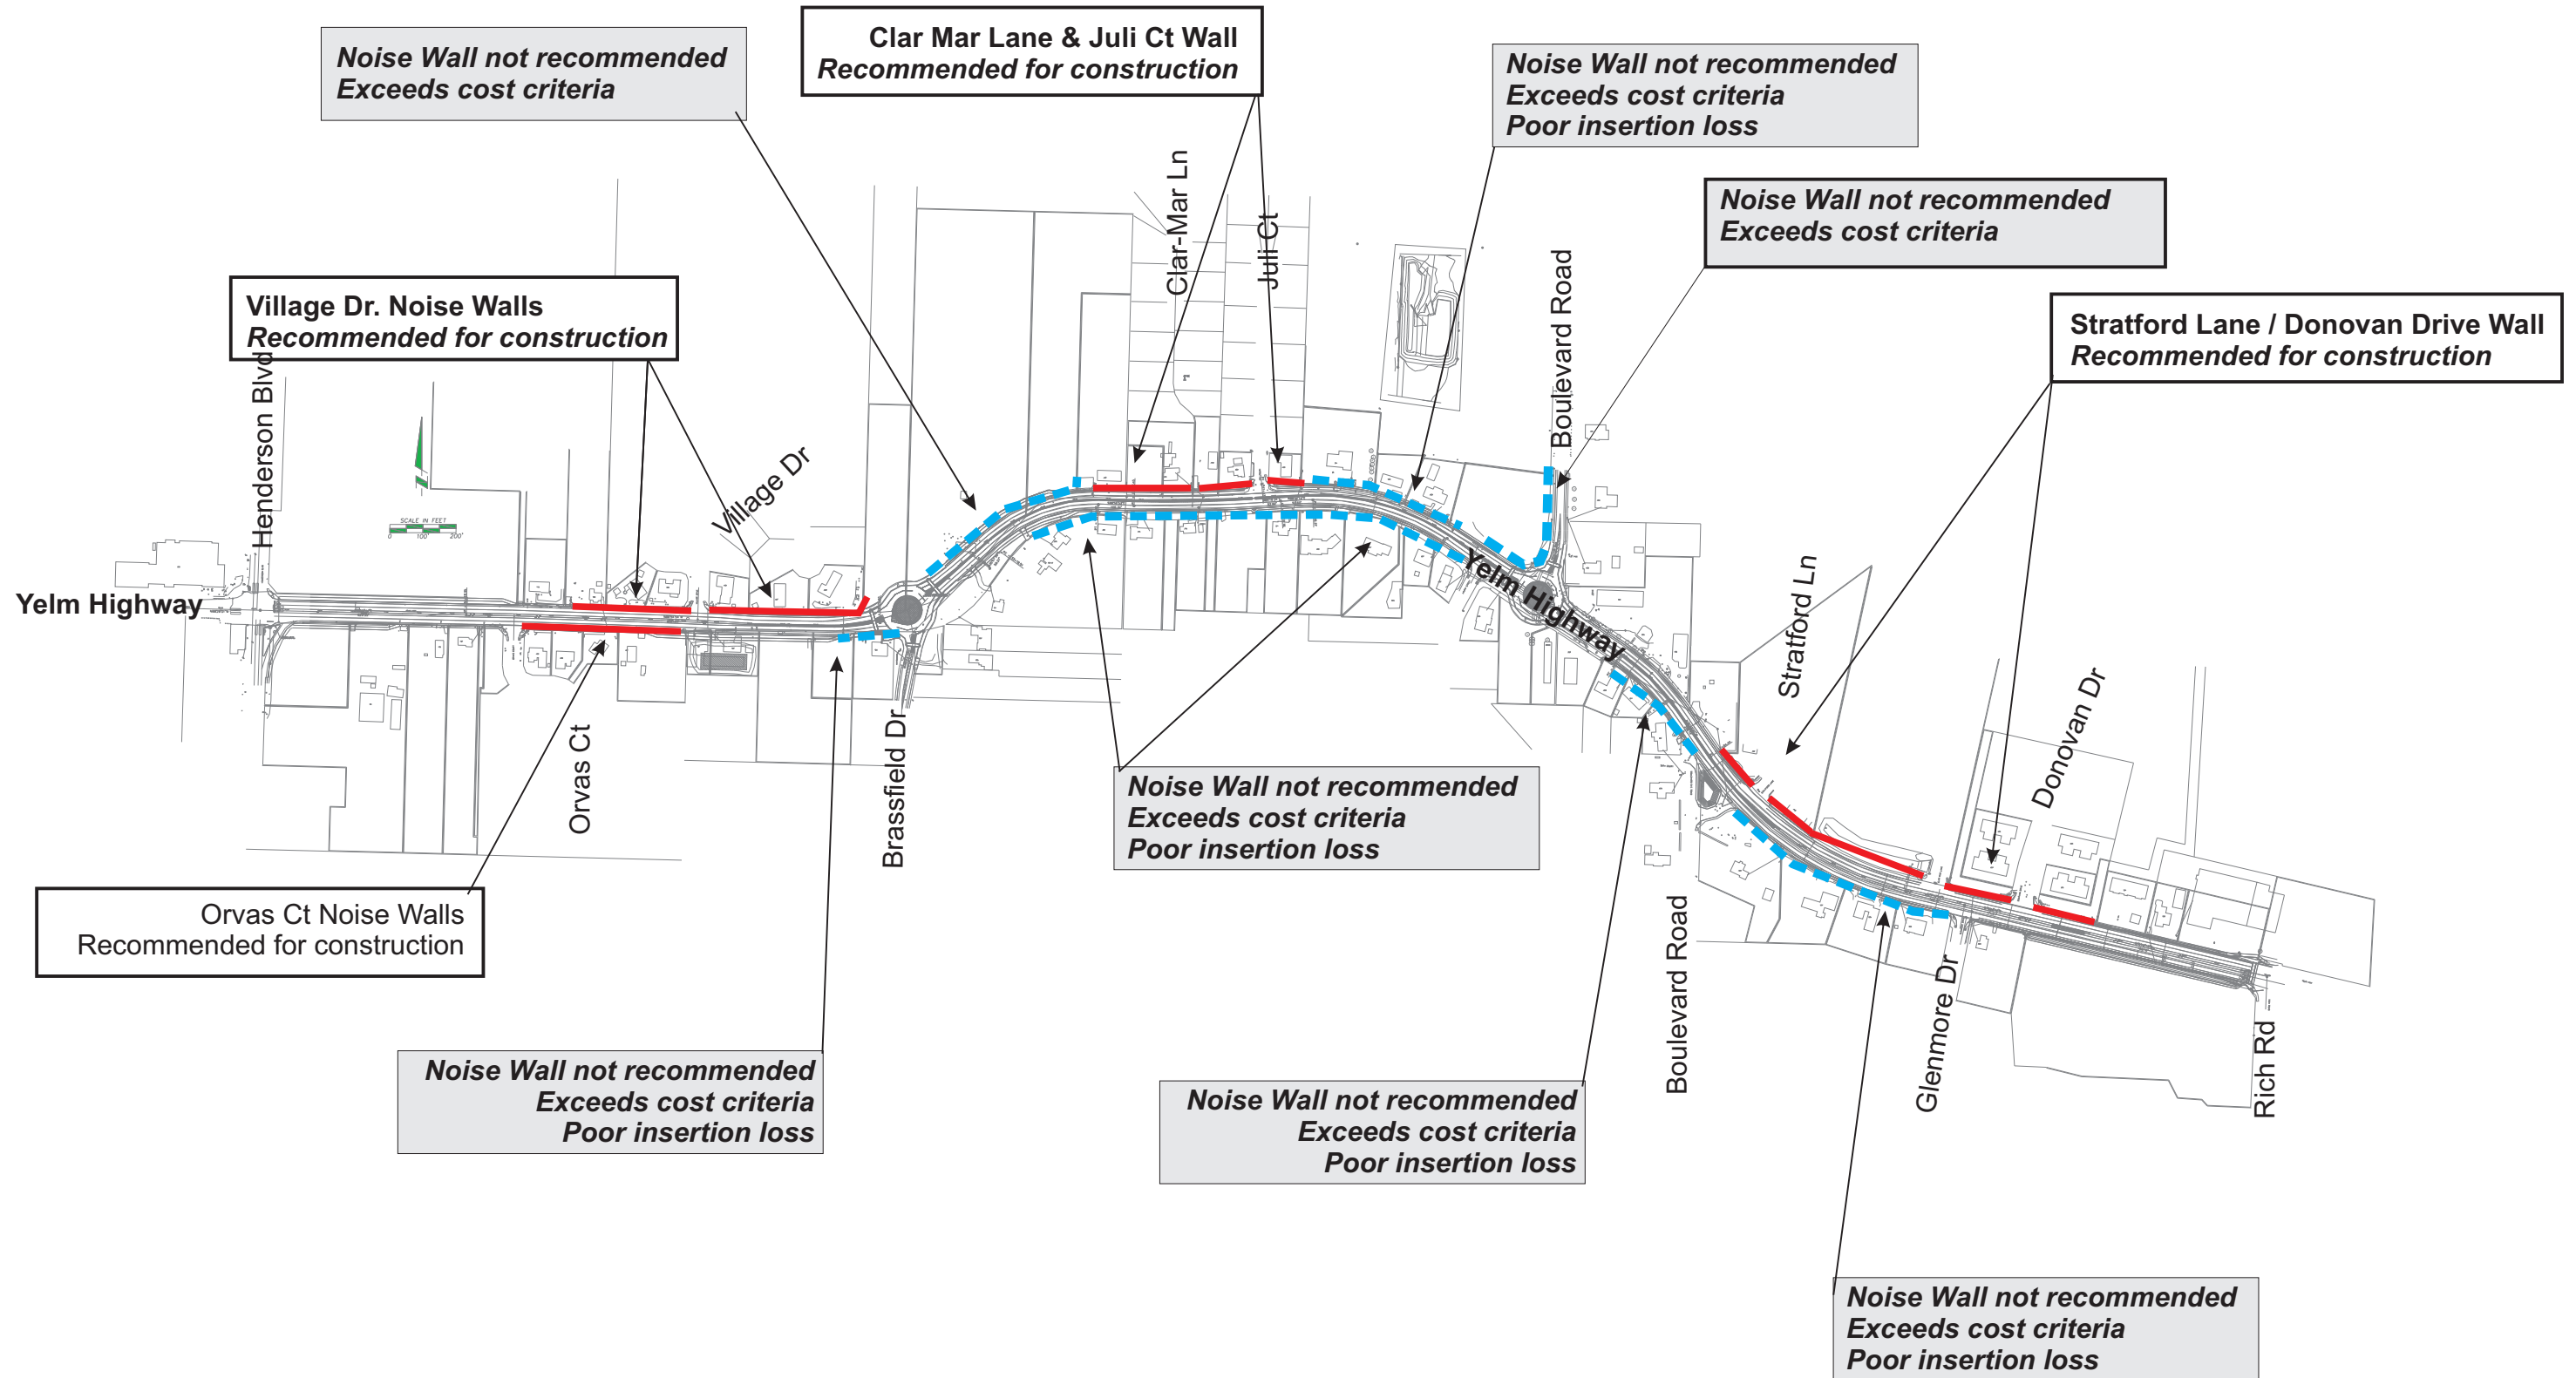 Noise Wall not recommended
Exceeds cost criteria
Clar Mar Lane & Juli Ct Wall
Recommended for construction
Noise Wall not recommended
Exceeds cost criteria
Poor insertion loss
Noise Wall not recommended
Exceeds cost criteria
Village Dr. Noise Walls
Recommended for construction
Stratford Lane / Donovan Drive Wall
Recommended for construction
Clar-Mar Ln
Juli Ct
Boulevard Road
Henderson Blvd
Village Dr
SCALE IN FEET
0 100' 200'
Yelm Highway
Yelm Highway
Stratford Ln
Donovan Dr
Orvas Ct
Brassfield Dr
Noise Wall not recommended
Exceeds cost criteria
Poor insertion loss
Orvas Ct Noise Walls
Recommended for construction
Boulevard Road
Glenmore Dr
Rich Rd
Noise Wall not recommended
Exceeds cost criteria
Poor insertion loss
Noise Wall not recommended
Exceeds cost criteria
Poor insertion loss
Noise Wall not recommended
Exceeds cost criteria
Poor insertion loss